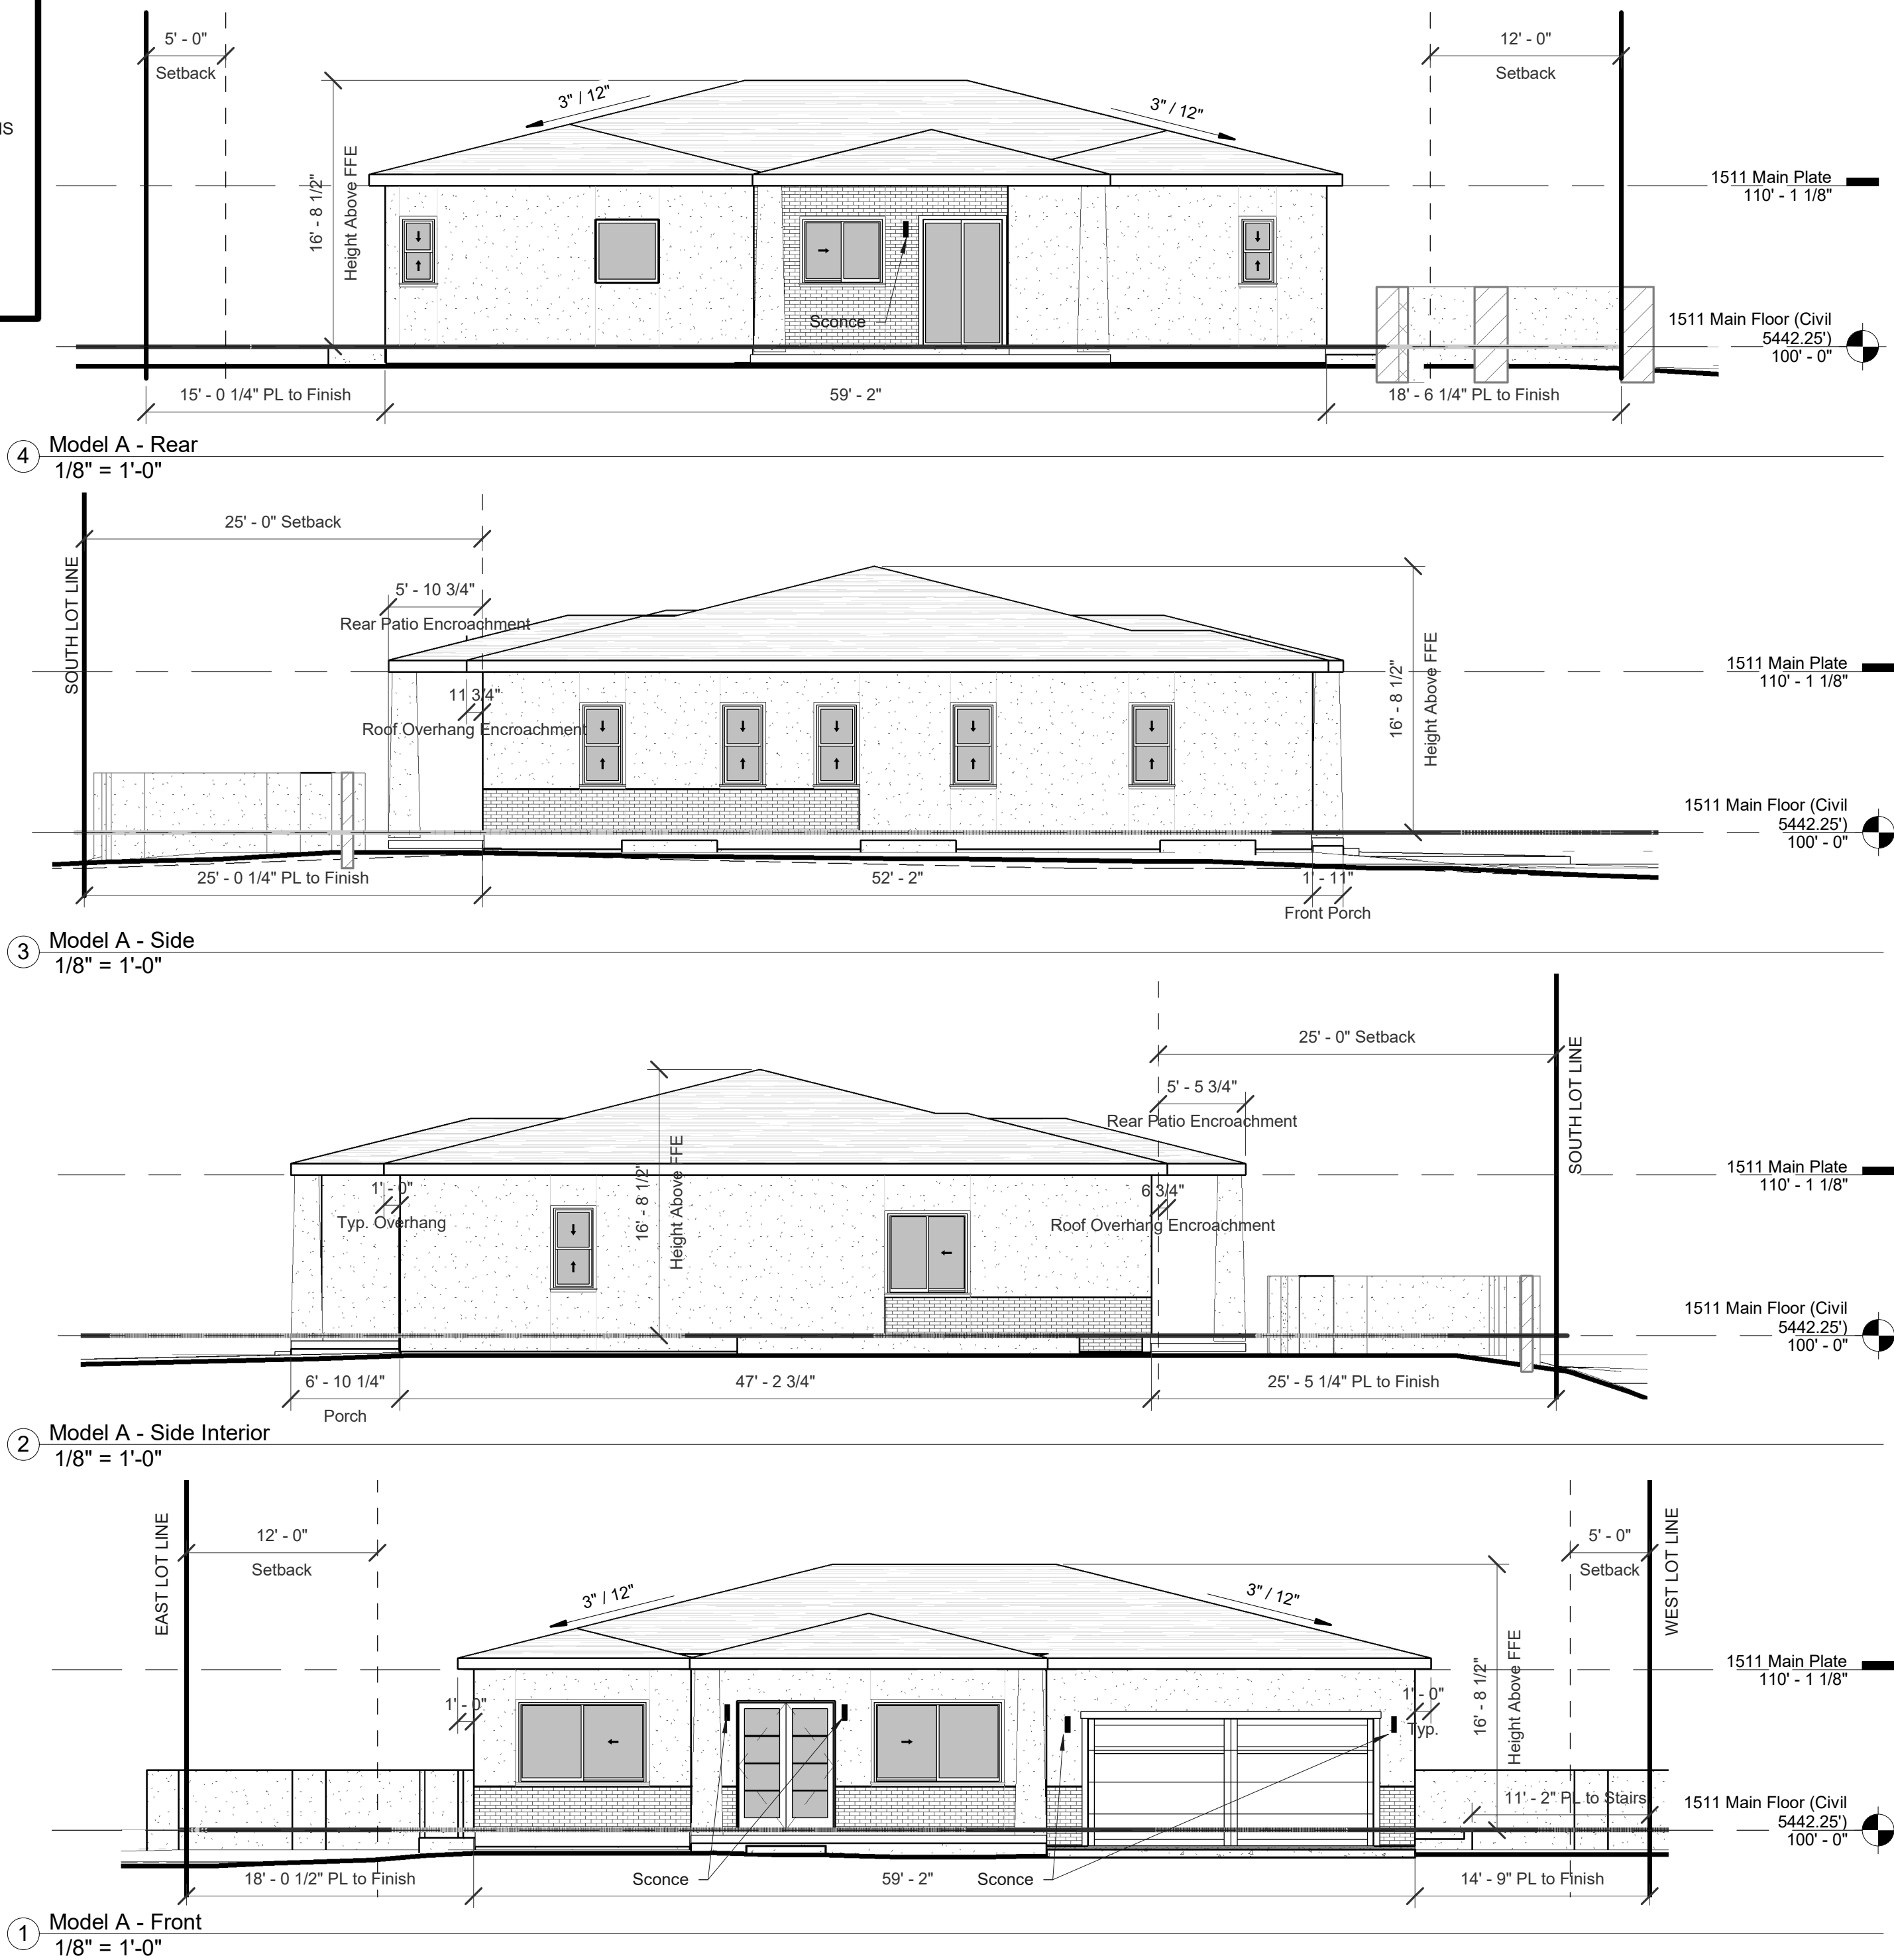 IS
5' - 0"
Setback
12' - 0"
Setback
3" / 12"
3" / 12"
16' - 8 1/2"
Height Above FFE
1511 Main Plate
110' - 1 1/8"
Sconce
1511 Main Floor (Civil
5442.25')
100' - 0"
15' - 0 1/4" PL to Finish
59' - 2"
18' - 6 1/4" PL to Finish
4
Model A - Rear
1/8" = 1'-0"
25' - 0" Setback
SOUTH LOT LINE
5' - 10 3/4"
Rear Patio Encroachment
11 3/4"
Roof Overhang Encroachment
16' - 8 1/2"
Height Above FFE
1511 Main Plate
110' - 1 1/8"
1511 Main Floor (Civil
5442.25')
100' - 0"
25' - 0 1/4" PL to Finish
52' - 2"
1' - 11"
Front Porch
3
Model A - Side
1/8" = 1'-0"
25' - 0" Setback
SOUTH LOT LINE
5' - 5 3/4"
Rear Patio Encroachment
16' - 8 1/2"
Height Above FFE
1' - 0"
Typ. Overhang
6 3/4"
Roof Overhang Encroachment
1511 Main Plate
110' - 1 1/8"
1511 Main Floor (Civil
5442.25')
100' - 0"
6' - 10 1/4"
Porch
47' - 2 3/4"
25' - 5 1/4" PL to Finish
2
Model A - Side Interior
1/8" = 1'-0"
EAST LOT LINE
12' - 0"
Setback
5' - 0"
Setback
WEST LOT LINE
3" / 12"
3" / 12"
16' - 8 1/2"
Height Above FFE
1' - 0"
1' - 0"
Typ.
1511 Main Plate
110' - 1 1/8"
11' - 2" PL to Stairs
1511 Main Floor (Civil
5442.25')
100' - 0"
18' - 0 1/2" PL to Finish
Sconce
59' - 2"
Sconce
14' - 9" PL to Finish
1
Model A - Front
1/8" = 1'-0"